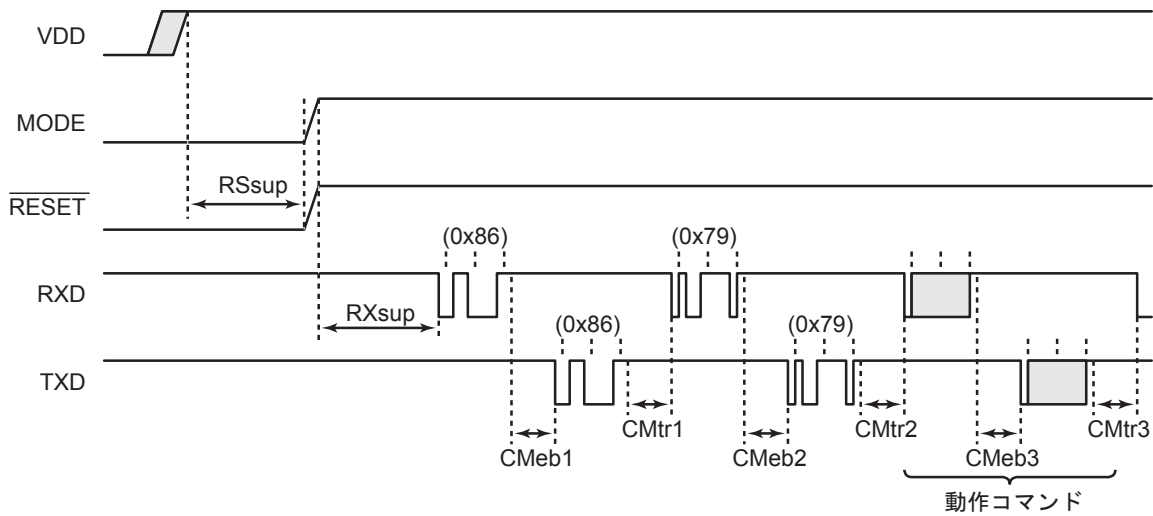 VDD
MODE
RSsup
RESET
(0x86)
(0x79)
RXD
RXsup
(0x86)
(0x79)
TXD
CMtr1
CMtr2
CMtr3
CMeb1
CMeb2
CMeb3
動作コマンド